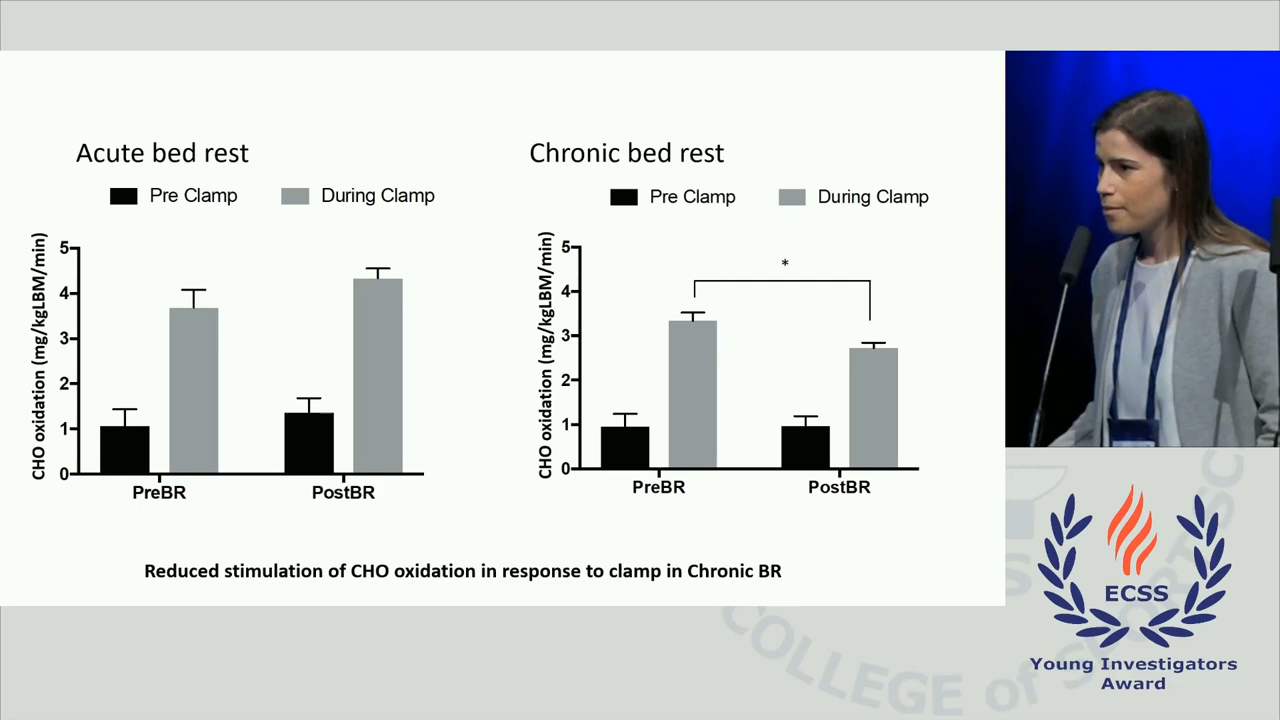 Acute bed rest
Pre Clamp During Clamp
CHO oxidation (mg/kgLBM/min)
5
4
3
2
1
0
PreBR PostBR
Chronic bed rest
Pre Clamp During Clamp
CHO oxidation (mg/kgLBM/min)
5
4
3
2
1
0
*
PreBR PostBR
Reduced stimulation of CHO oxidation in response to clamp in Chronic BR
ECSS
Young Investigators
Award
COLLEGE of